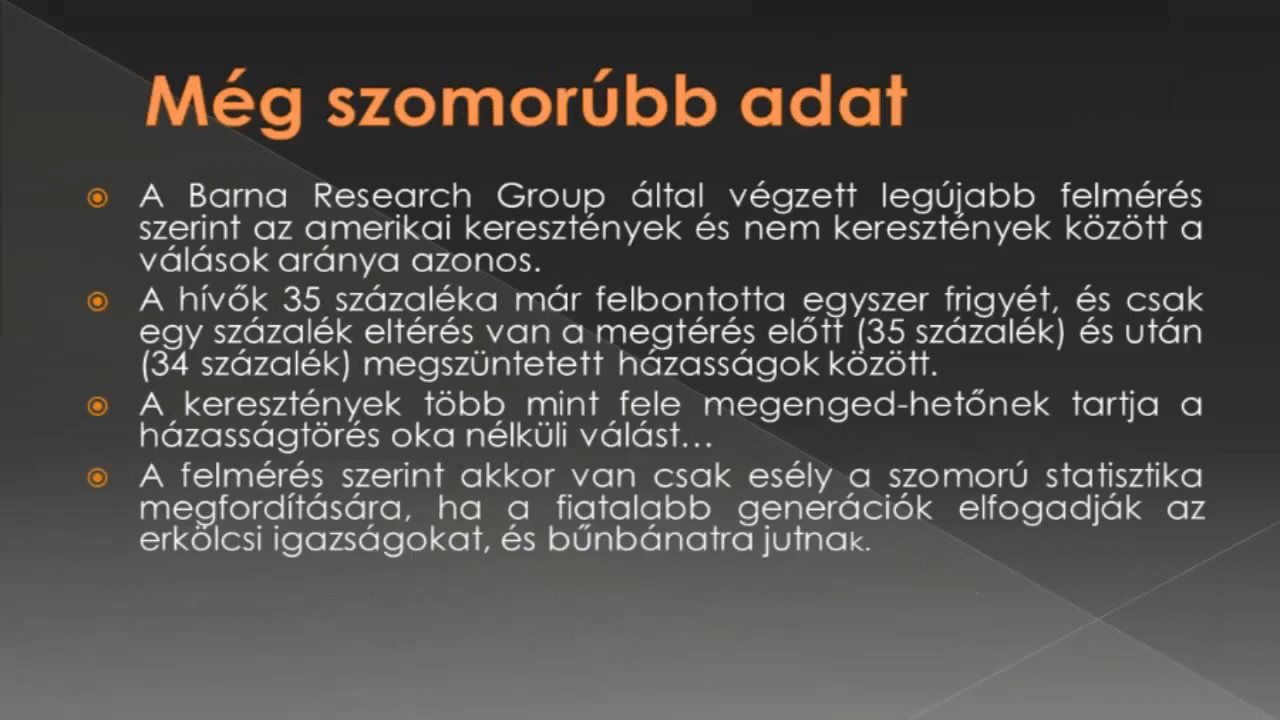 Még szomorúbb adat
A Barna Research Group által végzett legújabb felmérés
szerint az amerikai keresztények és nem keresztények között a
válások aránya azonos.
A hívők 35 százaléka már felbontotta egyszer frigyét, és csak
egy százalék eltérés van a megtérés előtt (35 százalék) és után
(34 százalék) megszüntetett házasságok között.
A keresztények több mint fele megenged-hetőnek tartja a
házasságtörés oka nélküli válást...
A felmérés szerint akkor van csak esély a szomorú statisztika
megfordítására, ha a fiatalabb generációk elfogadják az
erkölcsi igazságokat, és bűnbánatra jutnak.